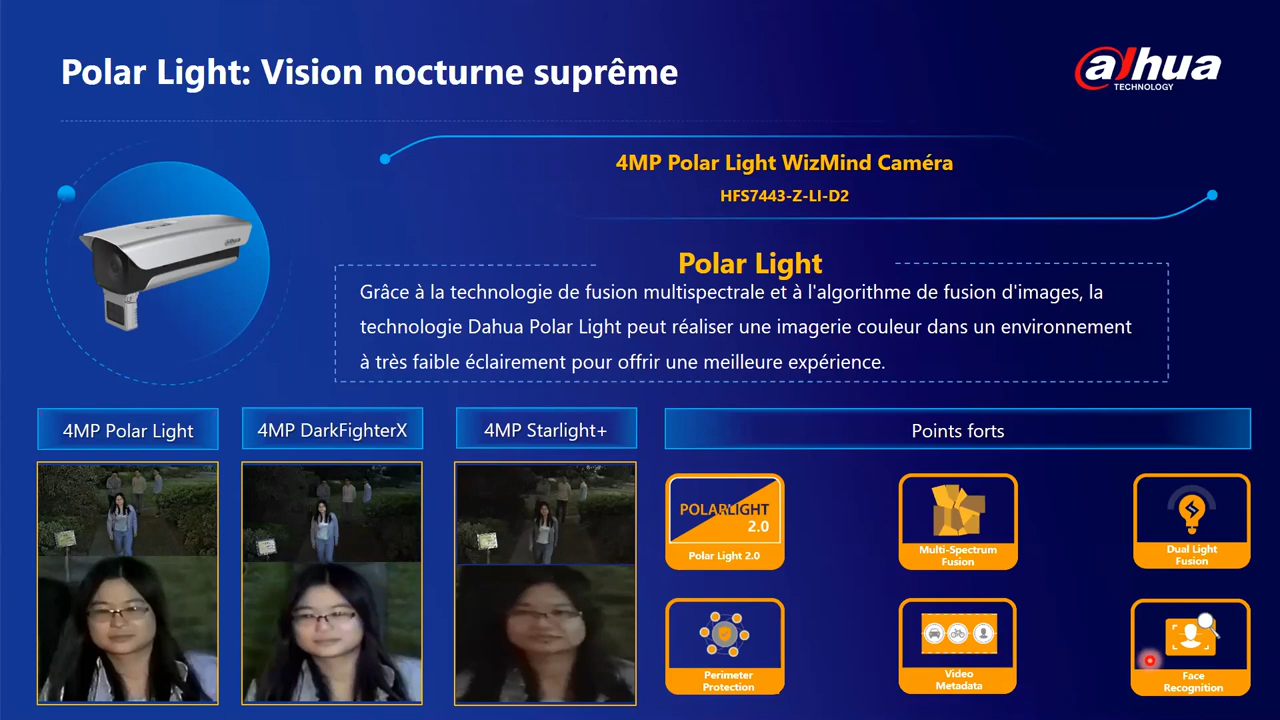 Polar Light: Vision nocturne suprême
alhua
TECHNOLOGY
4MP Polar Light WizMind Caméra
HFS7443-Z-LI-D2
alhua
Polar Light
Grâce à la technologie de fusion multispectrale et à l'algorithme de fusion d'images, la
technologie Dahua Polar Light peut réaliser une imagerie couleur dans un environnement
à très faible éclairement pour offrir une meilleure expérience.
4MP Polar Light
4MP DarkFighterX
4MP Starlight+
Points forts
POLARLIGHT
2.0
Polar Light 2.0
Multi-Spectrum
Fusion
Dual Light
Fusion
Perimeter
Protection
Video
Metadata
Face
Recognition